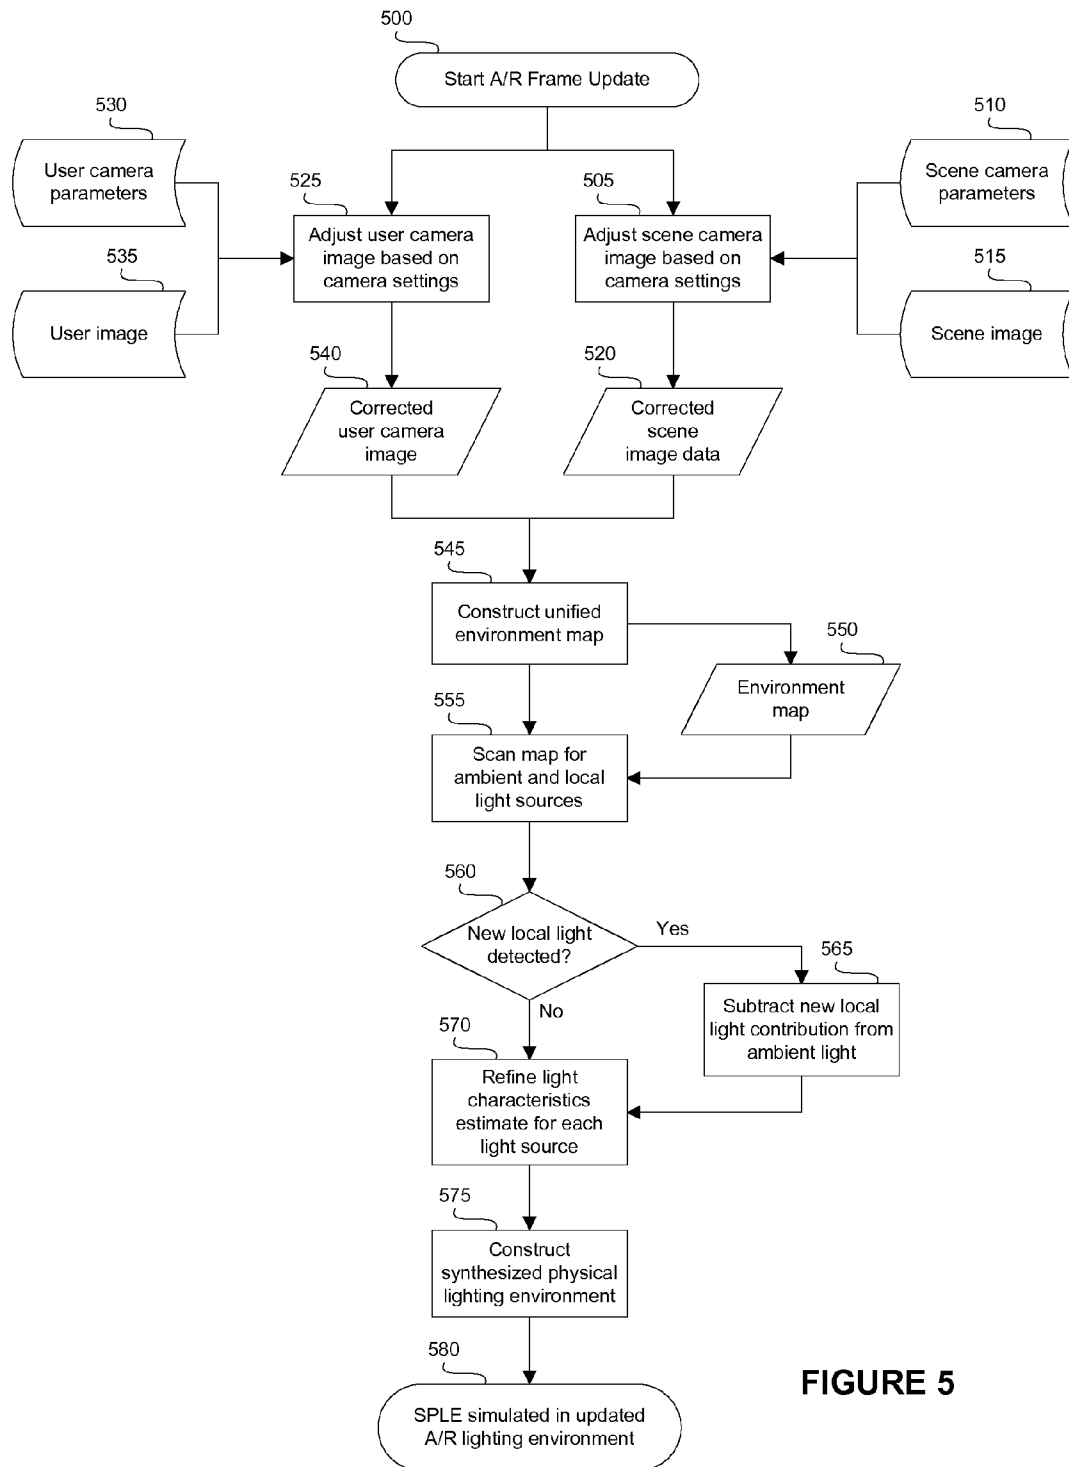 500
Start A/R Frame Update
530
User camera
parameters
510
Scene camera
parameters
525
Adjust user camera
image based on
camera settings
505
Adjust scene camera
image based on
camera settings
535
User image
515
Scene image
540
Corrected
user camera
image
520
Corrected
scene
image data
545
Construct unified
environment map
550
Environment
map
555
Scan map for
ambient and local
light sources
560
New local light
detected?
Yes
No
565
Subtract new local
light contribution from
ambient light
570
Refine light
characteristics
estimate for each
light source
575
Construct
synthesized physical
lighting environment
580
SPLE simulated in updated
A/R lighting environment
FIGURE 5